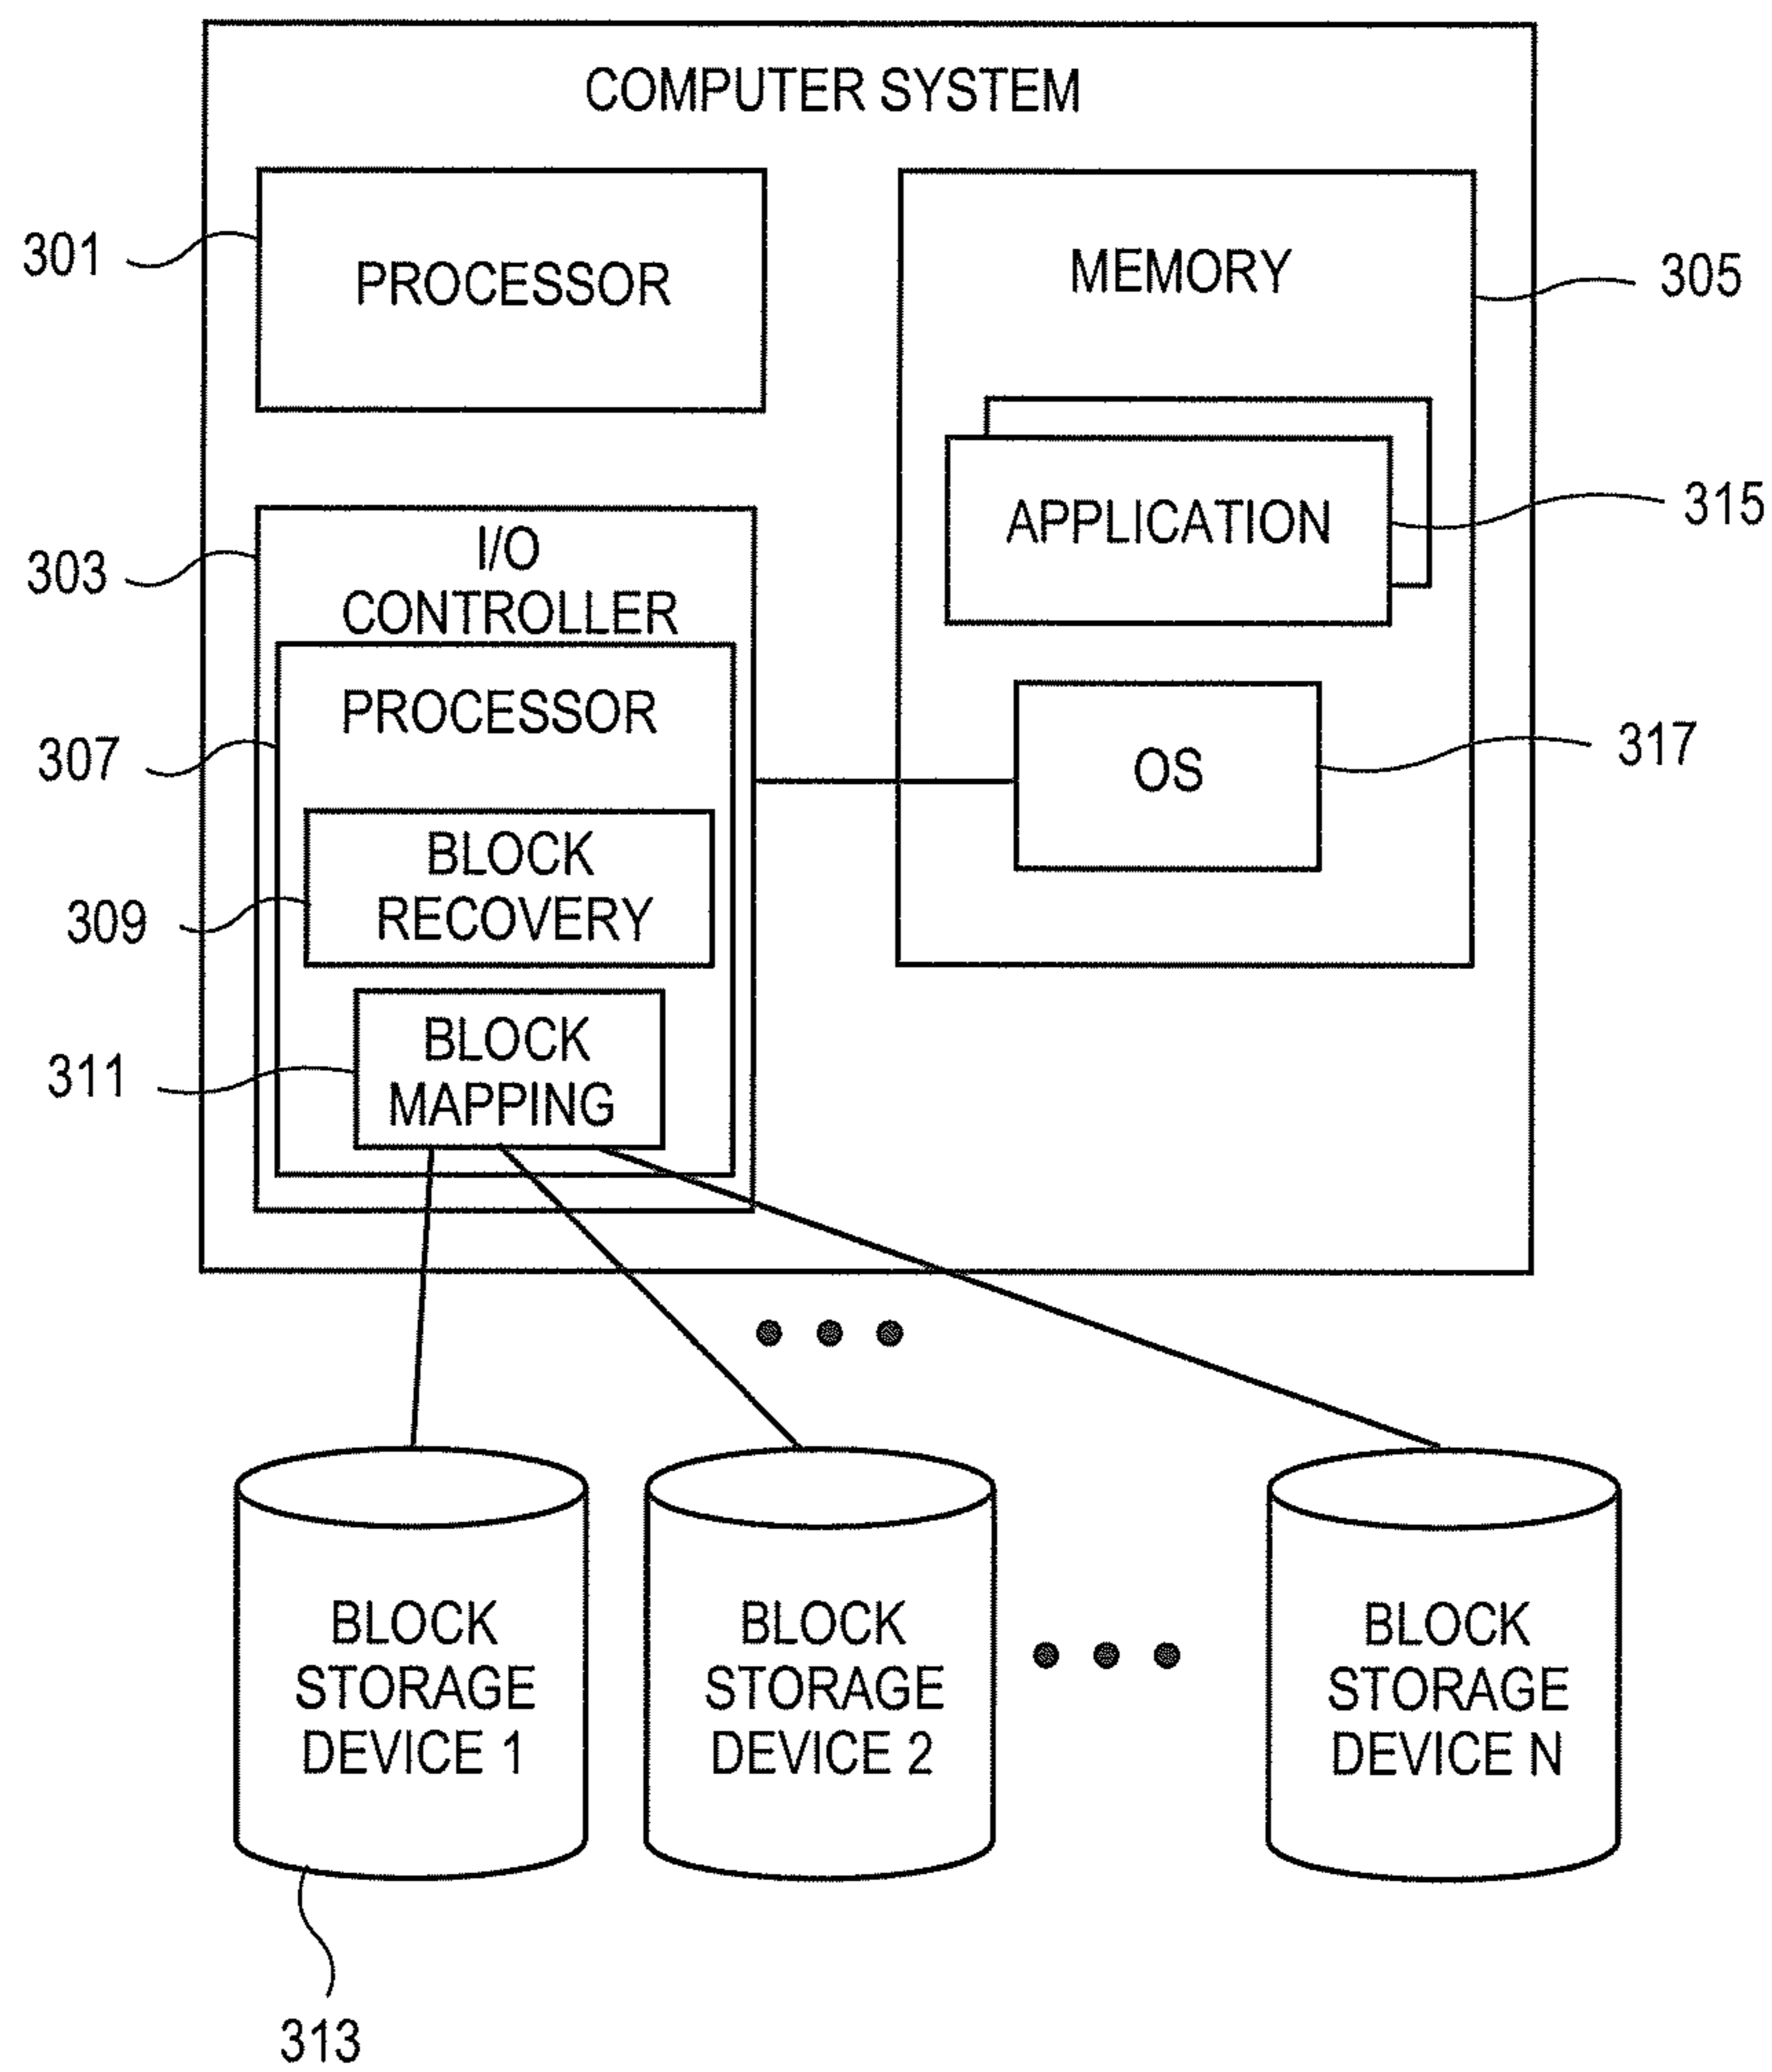 COMPUTER SYSTEM
301
PROCESSOR
MEMORY
305
APPLICATION
315
303
I/O
CONTROLLER
307
PROCESSOR
OS
317
309
BLOCK
RECOVERY
311
BLOCK
MAPPING
BLOCK
STORAGE
DEVICE 1
BLOCK
STORAGE
DEVICE 2
BLOCK
STORAGE
DEVICE N
313